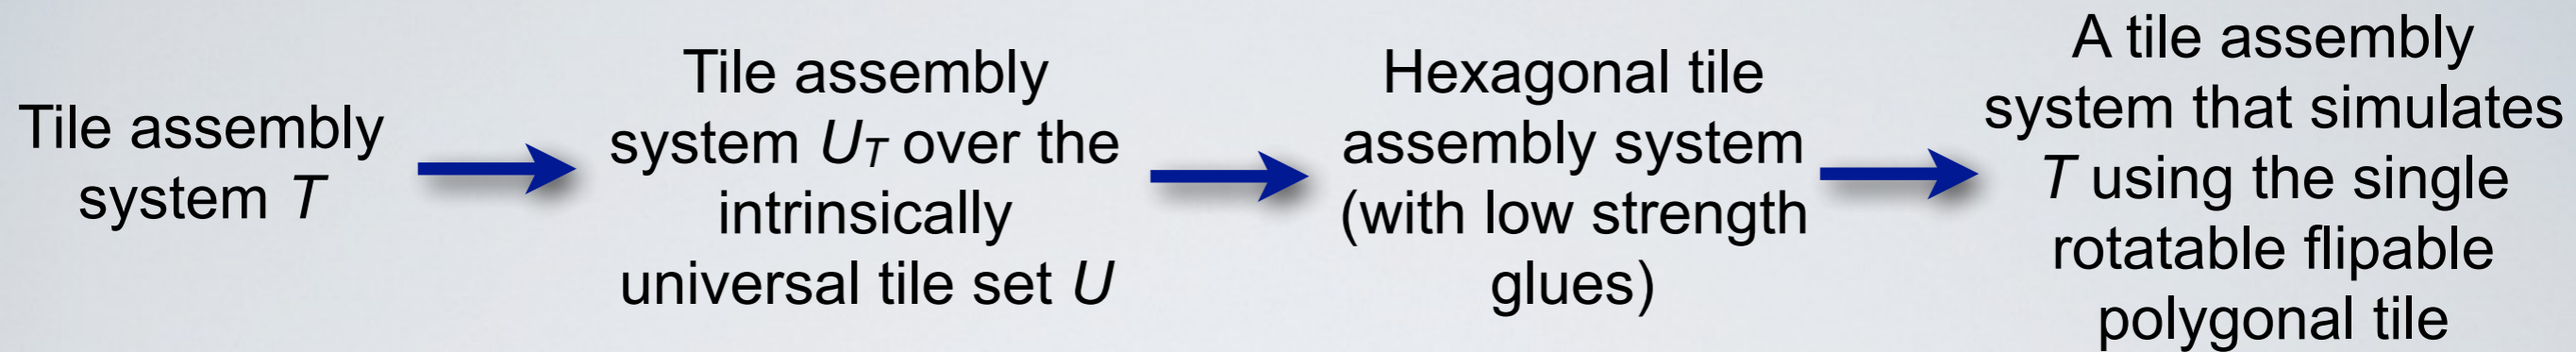 Tile assembly
system T
Tile assembly
system U_T over the
intrinsically
universal tile set U
Hexagonal tile
assembly system
(with low strength
glues)
A tile assembly
system that simulates
T using the single
rotatable flipable
polygonal tile